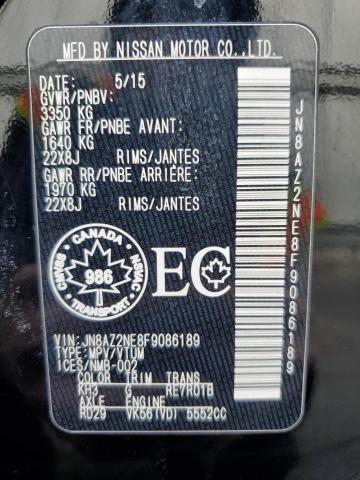 MFD BY NISSAN MOTOR CO.,LTD.
DATE: 5/15
GVWR/PNBV:
3350 KG
GAWR FR/PNBE AVANT:
1640 KG
22X8J RIMS/JANTES
GAWR RR/PNBE ARRIÈRE:
1970 KG
22X8J RIMS/JANTES
CANADA
CMVSS 986 NSVAC
TRANSPORT
EC
VIN:JN8AZ2NE8F9086189
TYPE:MPV/VTUM
ICES/NMB-002
COLOR TRIM TRANS
KH3 G RE7R01B
AXLE ENGINE
RD29 VK56(VD) 5552CC
JN8AZ2NE8F9086189